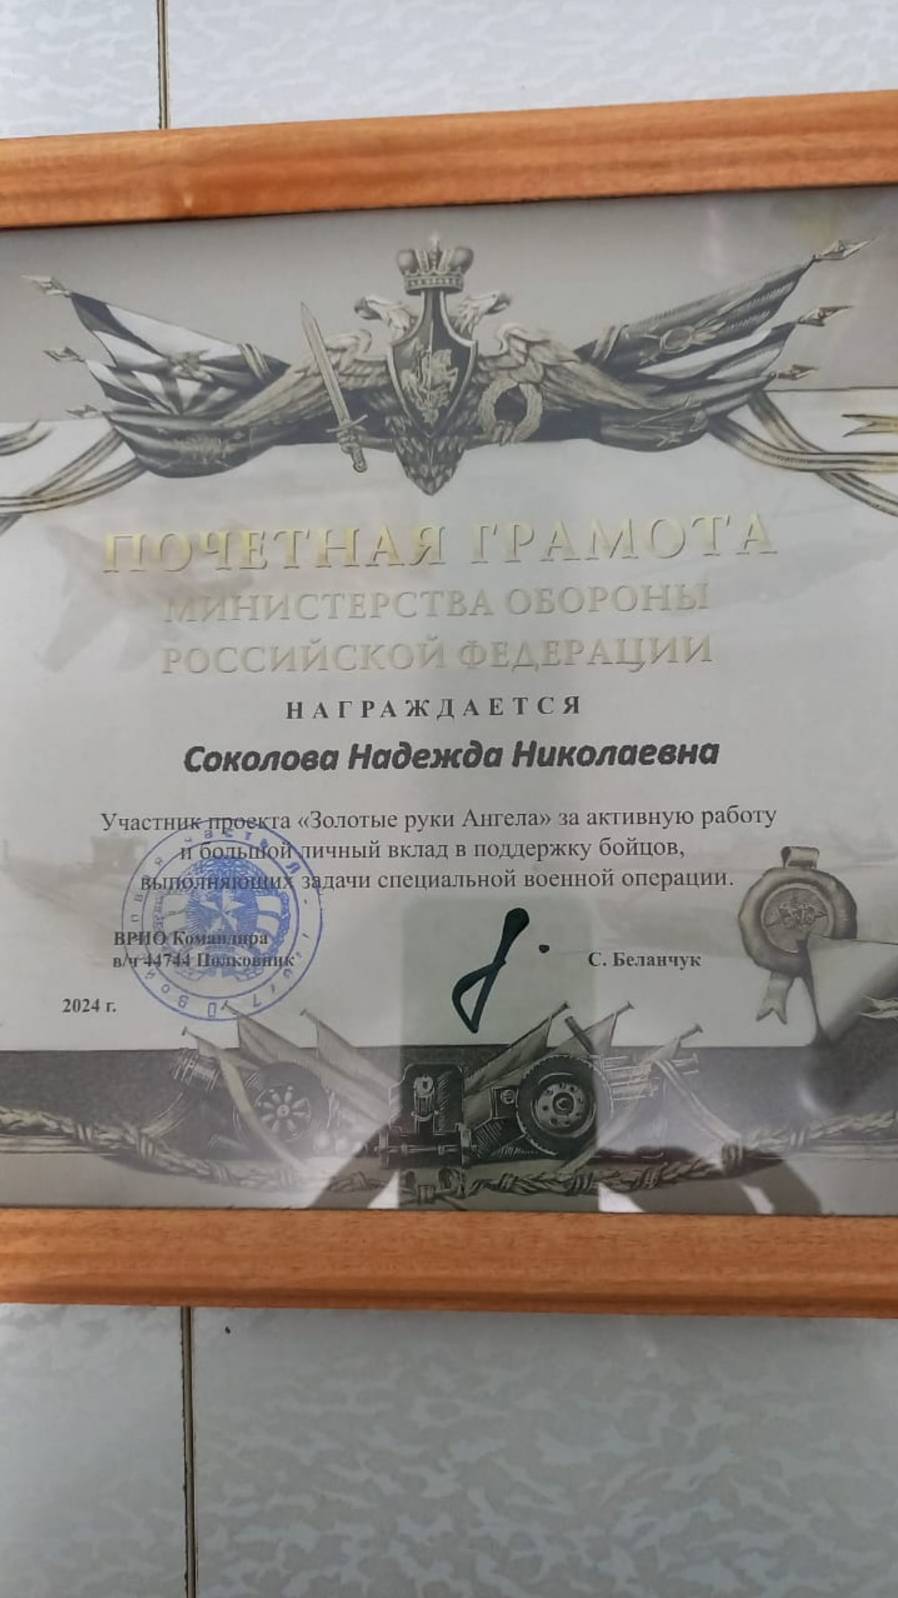 ПОЧЕТНАЯ ГРАМОТА
МИНИСТЕРСТВА ОБОРОНЫ
РОССИЙСКОЙ ФЕДЕРАЦИИ
НАГРАЖДАЕТСЯ
Соколова Надежда Николаевна
Участник проекта «Золотые руки Ангела» за активную работу
и большой личный вклад в поддержку бойцов,
выполняющих задачи специальной военной операции.
ВРИО Командира
в/ч 44744 Полковник
С. Беланчук
2024 г.